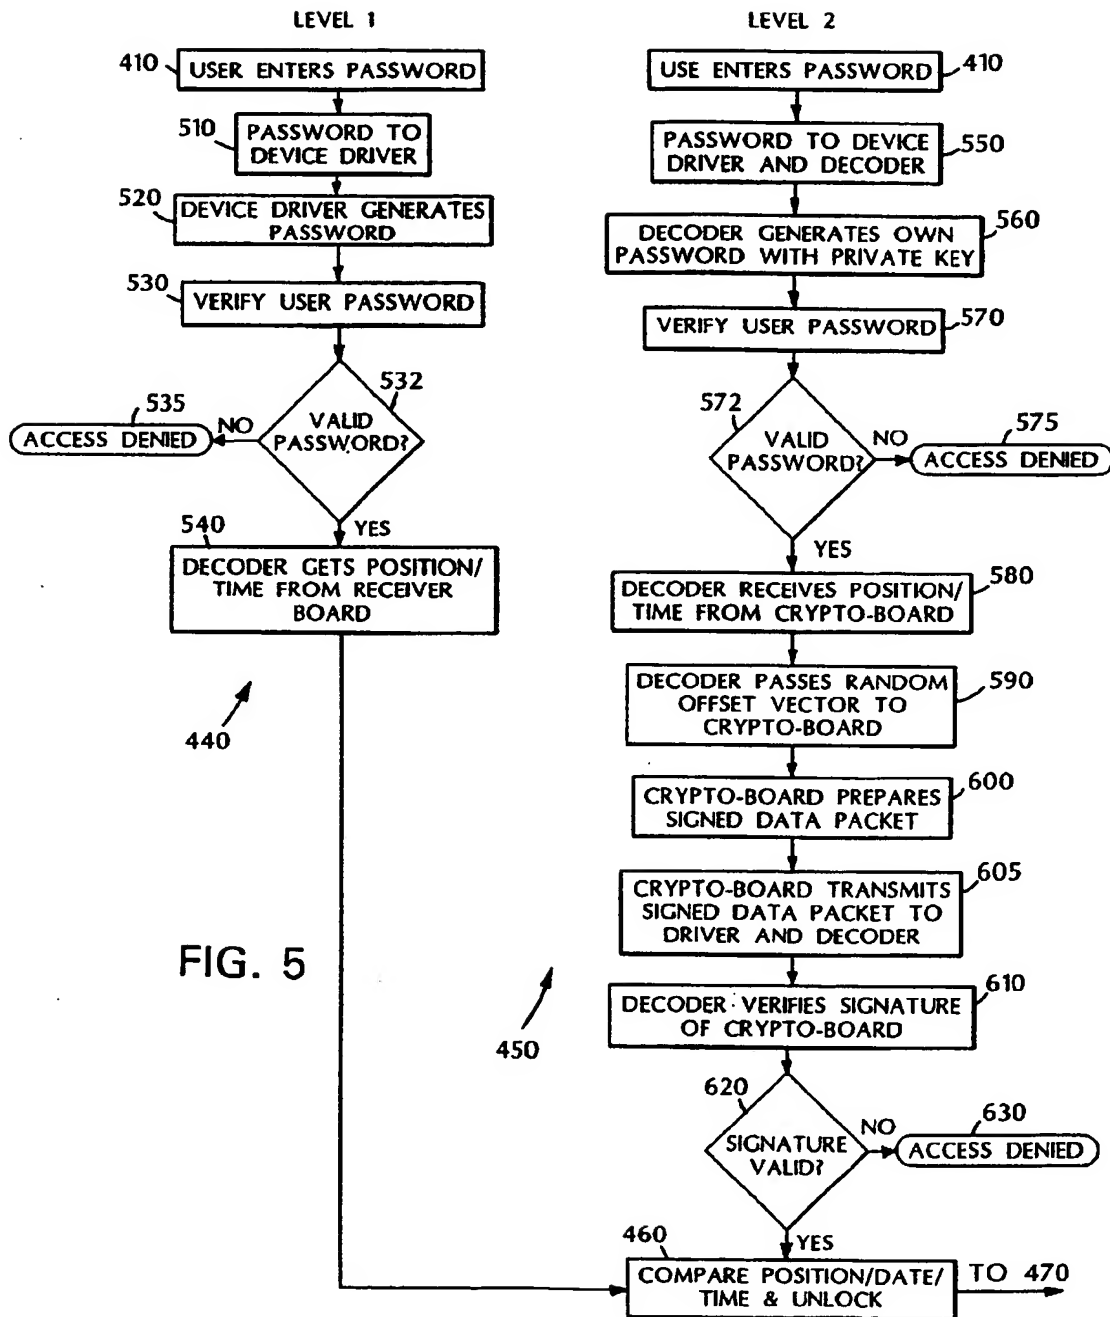 LEVEL 1
410
USER ENTERS PASSWORD
510
PASSWORD TO
DEVICE DRIVER
520
DEVICE DRIVER GENERATES
PASSWORD
530
VERIFY USER PASSWORD
532
VALID
PASSWORD?
NO
535
ACCESS DENIED
YES
540
DECODER GETS POSITION/
TIME FROM RECEIVER
BOARD
440
FIG. 5
LEVEL 2
USE ENTERS PASSWORD
410
PASSWORD TO DEVICE
DRIVER AND DECODER
550
DECODER GENERATES OWN
PASSWORD WITH PRIVATE KEY
560
VERIFY USER PASSWORD
570
572
VALID
PASSWORD?
NO
575
ACCESS DENIED
YES
DECODER RECEIVES POSITION/
TIME FROM CRYPTO-BOARD
580
DECODER PASSES RANDOM
OFFSET VECTOR TO
CRYPTO-BOARD
590
CRYPTO-BOARD PREPARES
SIGNED DATA PACKET
600
CRYPTO-BOARD TRANSMITS
SIGNED DATA PACKET TO
DRIVER AND DECODER
605
450
DECODER VERIFIES SIGNATURE
OF CRYPTO-BOARD
610
620
SIGNATURE
VALID?
NO
630
ACCESS DENIED
YES
460
COMPARE POSITION/DATE/
TIME & UNLOCK
TO 470